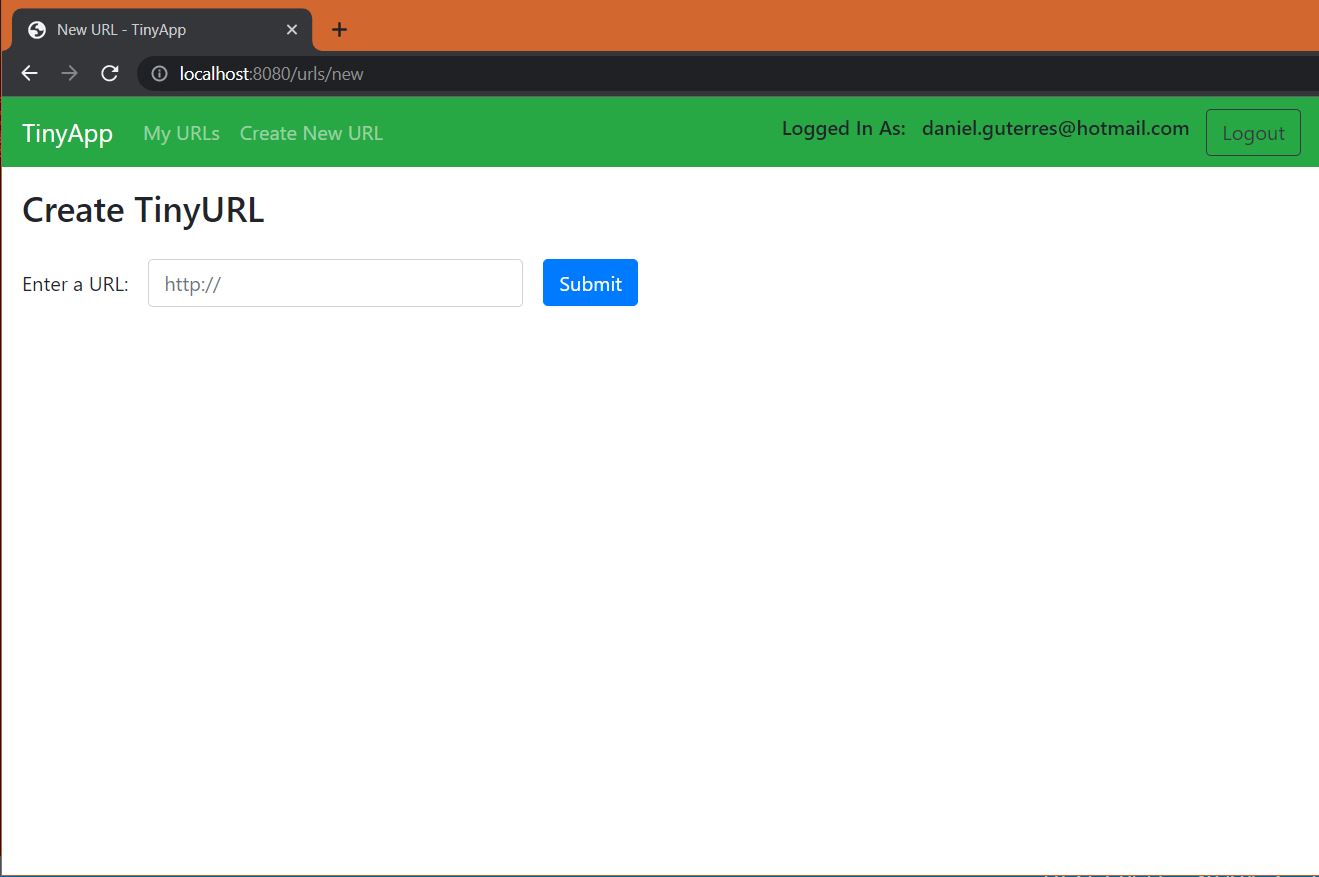 New URL - TinyApp
localhost:8080/urls/new
TinyApp My URLs Create New URL Logged In As: daniel.guterres@hotmail.com Logout
Create TinyURL
Enter a URL: http:// Submit